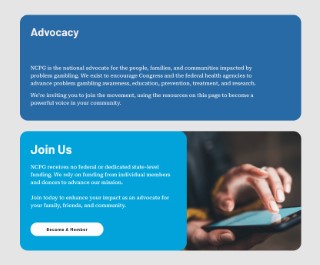 Advocacy
NCPG is the national advocate for the people, families, and communities impacted by
problem gambling. We exist to encourage Congress and the federal health agencies to
advance problem gambling awareness, education, prevention, treatment, and research.
We're inviting you to join the movement, using the resources on this page to become a
powerful voice in your community.
Join Us
NCPG receives no federal or dedicated state-level
funding. We rely on funding from individual members
and donors to advance our mission.
Join today to enhance your impact as an advocate for
your family, friends, and community.
Become A Member